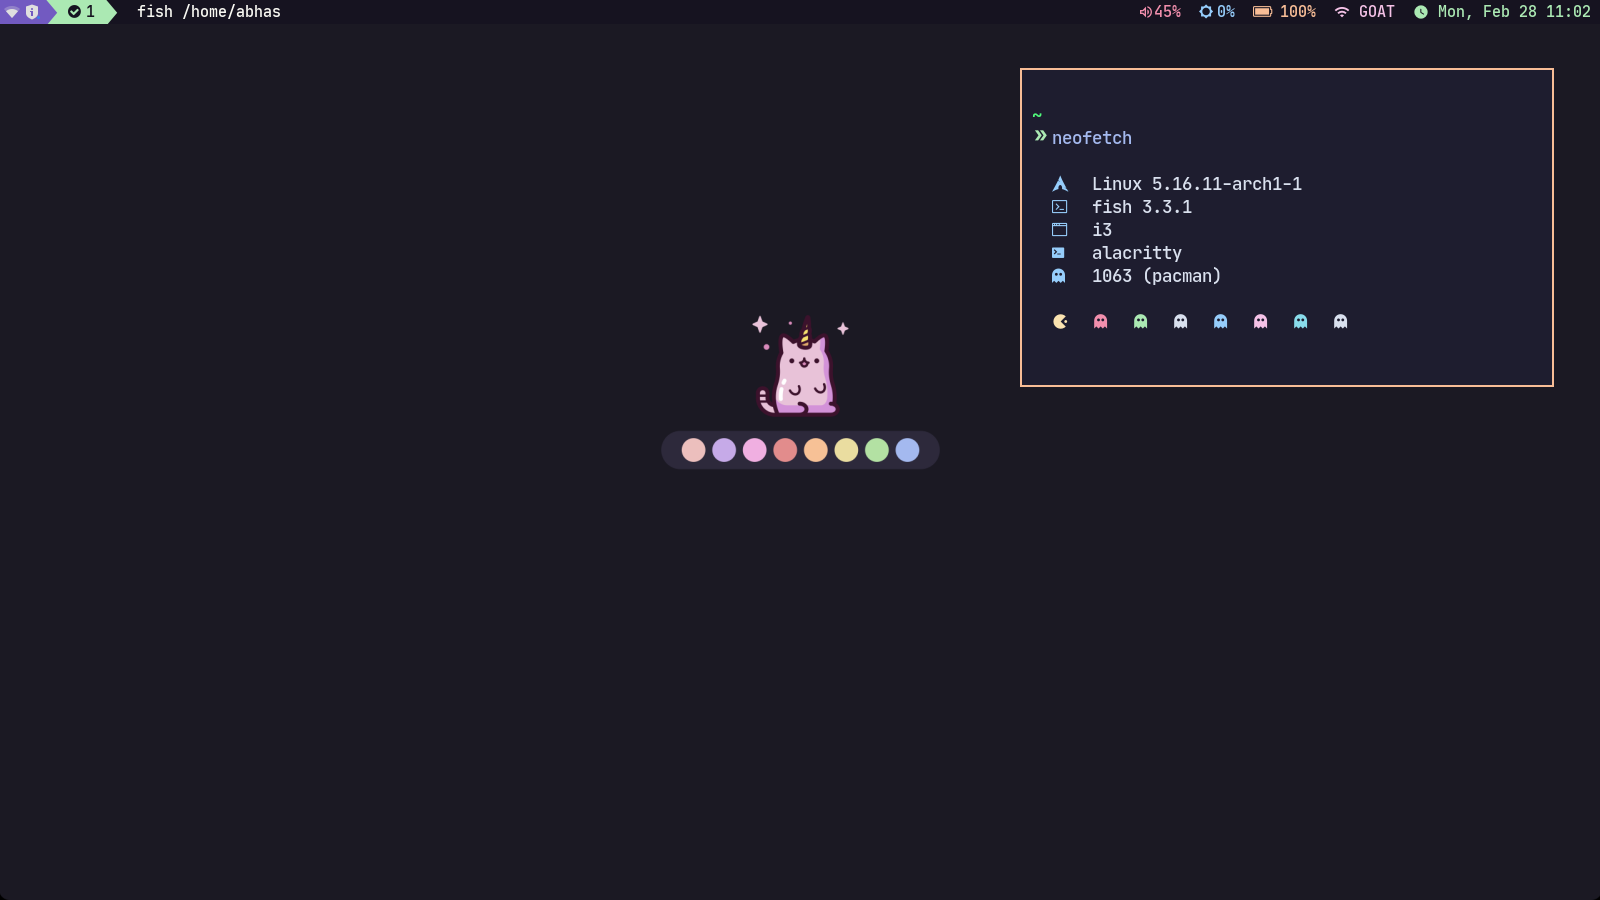 1 fish /home/abhas 45% 0% 100% GOAT Mon, Feb 28 11:02
~
» neofetch
Linux 5.16.11-arch1-1
fish 3.3.1
i3
alacritty
1063 (pacman)